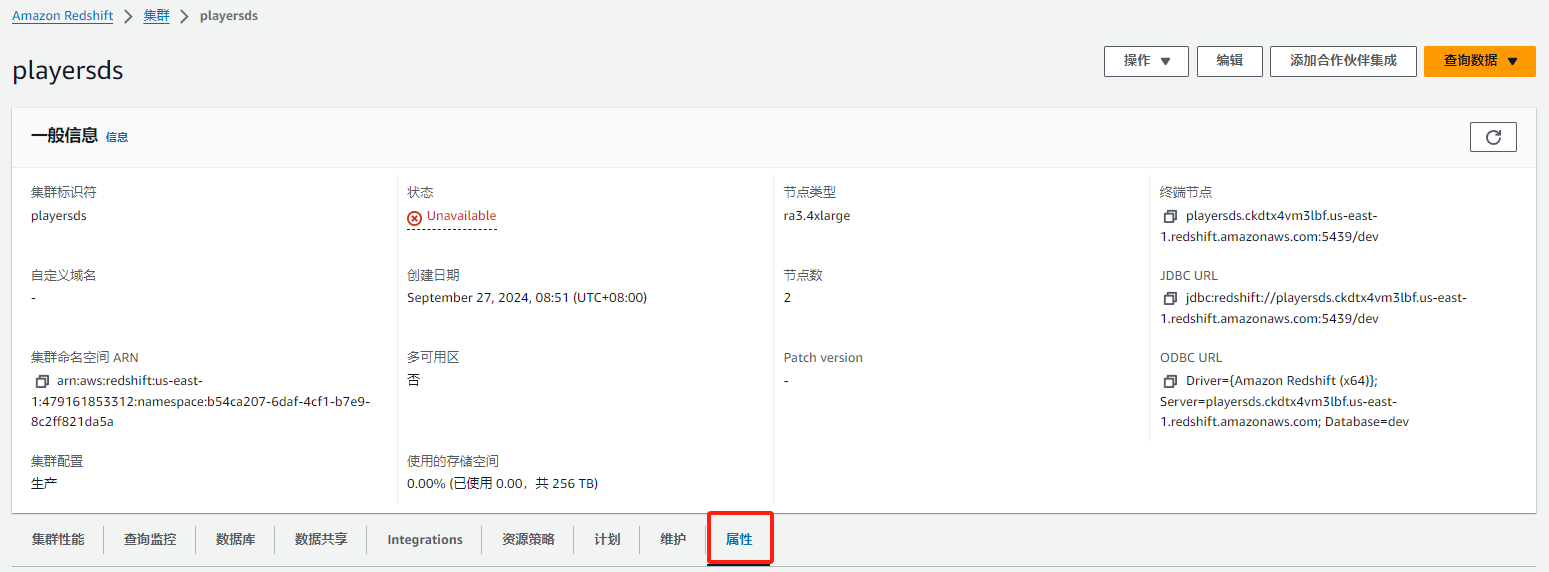 Amazon Redshift > 集群 > playersds
playersds
操作 ▼
编辑
添加合作伙伴集成
查询数据 ▼
一般信息 信息
集群标识符
playersds
自定义域名
-
集群命名空间 ARN
arn:aws:redshift:us-east-
1:479161853312:namespace:b54ca207-6daf-4cf1-b7e9-
8c2ff821da5a
集群配置
生产
状态
Unavailable
创建日期
September 27, 2024, 08:51 (UTC+08:00)
多可用区
否
使用的存储空间
0.00% (已使用 0.00，共 256 TB)
节点类型
ra3.4xlarge
节点数
2
Patch version
-
终端节点
playersds.ckdtx4vm3lbf.us-east-
1.redshift.amazonaws.com:5439/dev
JDBC URL
jdbc:redshift://playersds.ckdtx4vm3lbf.us-east-
1.redshift.amazonaws.com:5439/dev
ODBC URL
Driver={Amazon Redshift (x64)};
Server=playersds.ckdtx4vm3lbf.us-east-
1.redshift.amazonaws.com; Database=dev
集群性能
查询监控
数据库
数据共享
Integrations
资源策略
计划
维护
属性